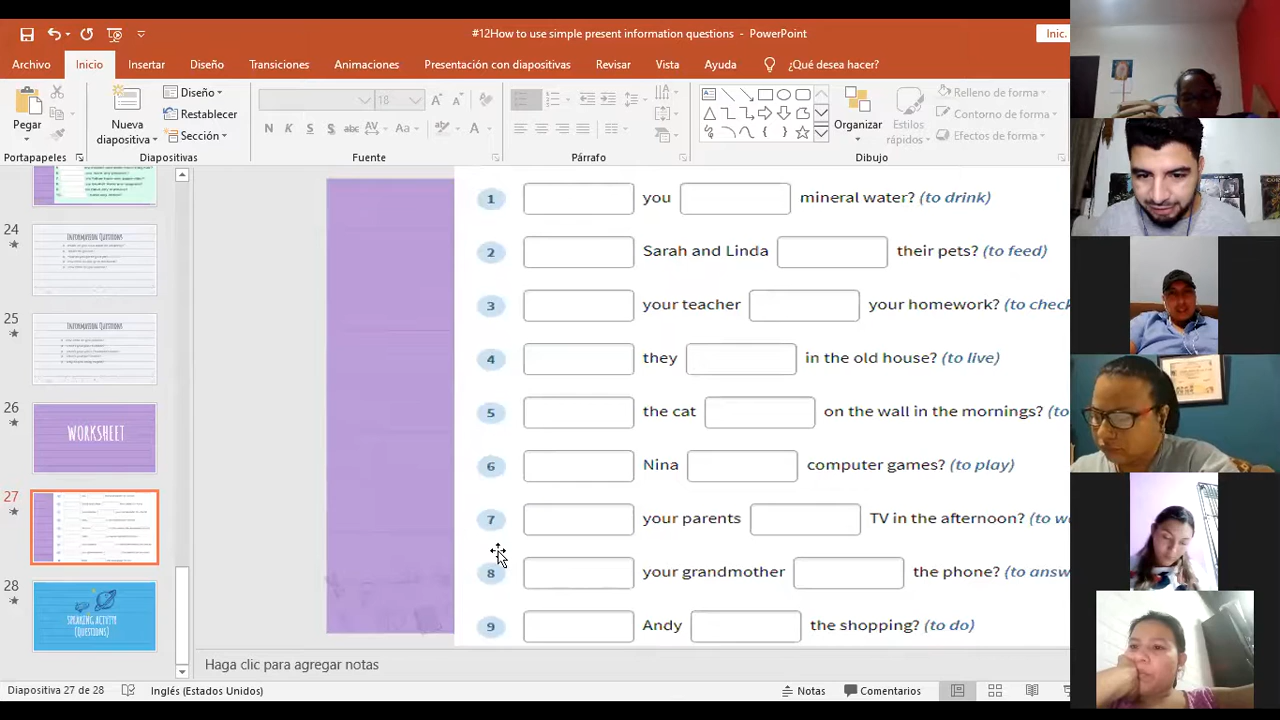 #12How to use simple present information questions - PowerPoint
Inic.
Archivo Inicio Insertar Diseño Transiciones Animaciones Presentación con diapositivas Revisar Vista Ayuda ¿Qué desea hacer?
Pegar
Nueva diapositiva
Diseño
Restablecer
Sección
18
N K S S abc AV Aa
Organizar
Estilos rápidos
Relleno de forma
Contorno de forma
Efectos de forma
Portapapeles Diapositivas Fuente Párrafo Dibujo
24
INFORMATION QUESTIONS
25
INFORMATION QUESTIONS
26
WORKSHEET
27
28
SPEAKING ACTIVITY
(QUESTIONS)
1 you mineral water? (to drink)
2 Sarah and Linda their pets? (to feed)
3 your teacher your homework? (to check
4 they in the old house? (to live)
5 the cat on the wall in the mornings? (to
6 Nina computer games? (to play)
7 your parents TV in the afternoon? (to w
8 your grandmother the phone? (to answ
9 Andy the shopping? (to do)
Haga clic para agregar notas
Diapositiva 27 de 28 Inglés (Estados Unidos) Notas Comentarios